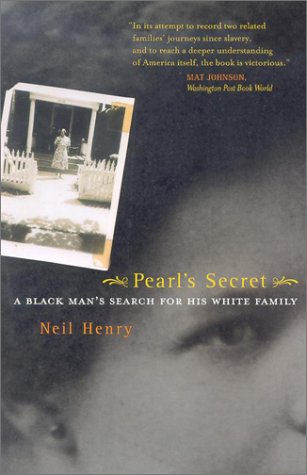 "In its attempt to record two related
families' journeys since slavery,
and to reach a deeper understanding
of America itself, the book is victorious."
MAT JOHNSON,
Washington Post Book World
Pearl's Secret
A BLACK MAN'S SEARCH FOR HIS WHITE FAMILY
Neil Henry